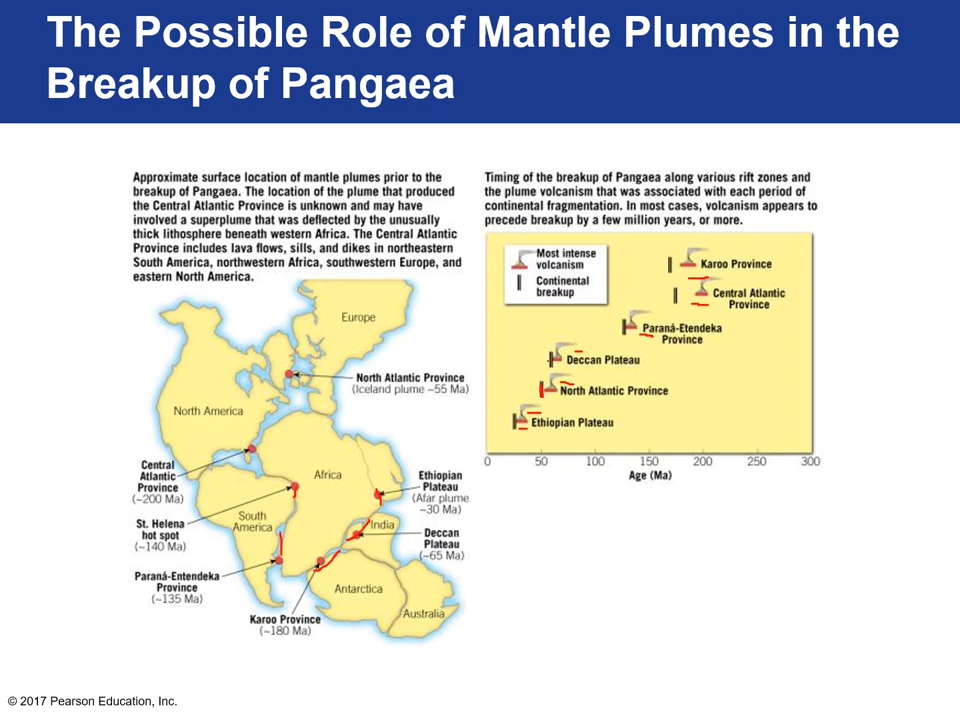 The Possible Role of Mantle Plumes in the
Breakup of Pangaea
Approximate surface location of mantle plumes prior to the
breakup of Pangaea. The location of the plume that produced
the Central Atlantic Province is unknown and may have
involved a superplume that was deflected by the unusually
thick lithosphere beneath western Africa. The Central Atlantic
Province includes lava flows, sills, and dikes in northeastern
South America, northwestern Africa, southwestern Europe, and
eastern North America.
Europe
North Atlantic Province
(Iceland plume ~55 Ma)
North America
Central
Atlantic
Province
(~200 Ma)
Africa
Ethiopian
Plateau
(Afar plume
~30 Ma)
St. Helena
hot spot
(~140 Ma)
South
America
India
Deccan
Plateau
(~65 Ma)
Paraná-Entendeka
Province
(~135 Ma)
Antarctica
Australia
Karoo Province
(~180 Ma)
Timing of the breakup of Pangaea along various rift zones and
the plume volcanism that was associated with each period of
continental fragmentation. In most cases, volcanism appears to
precede breakup by a few million years, or more.
Most intense
volcanism
Continental
breakup
Karoo Province
Central Atlantic
Province
Paraná-Etendeka
Province
Deccan Plateau
North Atlantic Province
Ethiopian Plateau
0 50 100 150 200 250 300
Age (Ma)
© 2017 Pearson Education, Inc.